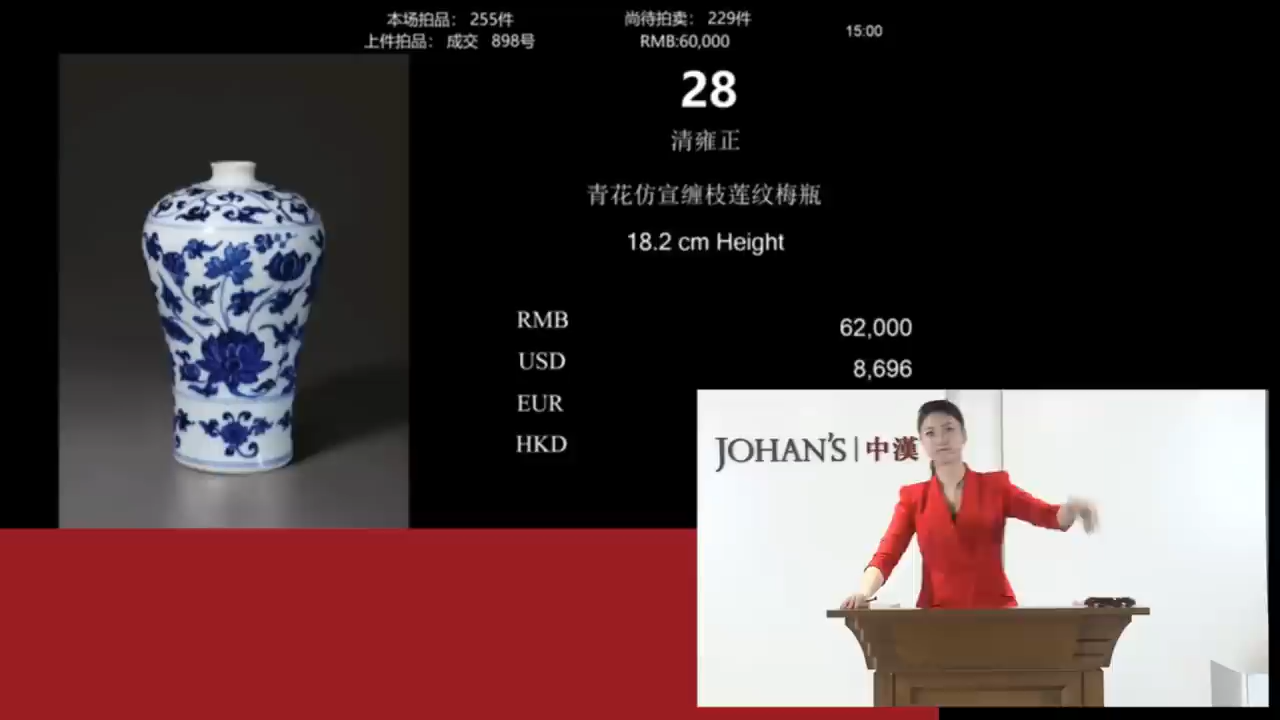 本场拍品： 255件
尚待拍卖： 229件
15:00
上件拍品： 成交 898号
RMB:60,000
28
清雍正
青花仿宣缠枝莲纹梅瓶
18.2 cm Height
RMB 62,000
USD 8,696
EUR
HKD
JOHAN'S | 中漢